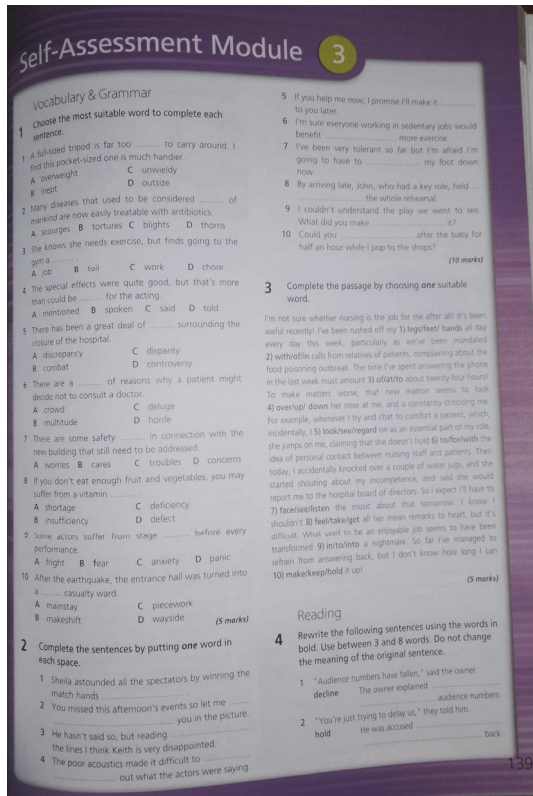 Self-Assessment Module 3
Vocabulary & Grammar
1 Choose the most suitable word to complete each
sentence.
1 A full-sized tripod is far too .......... to carry around. I
find this pocket-sized one is much handier.
A overweight C unwieldy
B inept D outsize
2 Many diseases that used to be considered .......... of
mankind are now easily treatable with antibiotics.
A scourges B tortures C blights D thorns
3 She knows she needs exercise, but finds going to the
gym a ..........
A job B toil C work D chore
4 The special effects were quite good, but that's more
than could be .......... for the acting.
A mentioned B spoken C said D told
5 There has been a great deal of .......... surrounding the
closure of the hospital.
A discrepancy C disparity
B combat D controversy
6 There are a .......... of reasons why a patient might
decide not to consult a doctor.
A crowd C deluge
B multitude D horde
7 There are some safety .......... in connection with the
new building that still need to be addressed.
A worries B cares C troubles D concerns
8 If you don't eat enough fruit and vegetables, you may
suffer from a vitamin ..........
A shortage C deficiency
B insufficiency D defect
9 Some actors suffer from stage .......... before every
performance.
A fright B fear C anxiety D panic
10 After the earthquake, the entrance hall was turned into
a .......... casualty ward.
A mainstay C piecework
B makeshift D wayside (5 marks)
2 Complete the sentences by putting one word in
each space.
1 Sheila astounded all the spectators by winning the
match hands ..........
2 You missed this afternoon's events so let me ..........
.......... you in the picture.
3 He hasn't said so, but reading ..........
the lines I think Keith is very disappointed.
4 The poor acoustics made it difficult to ..........
.......... out what the actors were saying.
5 If you help me now, I promise I'll make it ..........
to you later.
6 I'm sure everyone working in sedentary jobs would
benefit .......... more exercise.
7 I've been very tolerant so far but I'm afraid I'm
going to have to .......... my foot down
now.
8 By arriving late, John, who had a key role, held ...
.......... the whole rehearsal.
9 I couldn't understand the play we went to see.
What did you make .......... it?
10 Could you .......... after the baby for
half an hour while I pop to the shops?
(10 marks)
3 Complete the passage by choosing one suitable
word.
I'm not sure whether nursing is the job for me after all! It's been
awful recently! I've been rushed off my 1) legs/feet/ hands all day
every day this week, particularly as we've been inundated
2) with/of/in calls from relatives of patients, complaining about the
food poisoning outbreak. The time I've spent answering the phone
in the last week must amount 3) of/at/to about twenty-four hours!
To make matters worse, that new matron seems to look
4) over/up/ down her nose at me, and is constantly criticising me.
For example, whenever I try and chat to comfort a patient, which,
incidentally, I 5) look/see/regard on as an essential part of my role,
she jumps on me, claiming that she doesn't hold 6) to/for/with the
idea of personal contact between nursing staff and patients. Then
today, I accidentally knocked over a couple of water jugs, and she
started shouting about my incompetence, and said she would
report me to the hospital board of directors. So I expect I'll have to
7) face/see/listen the music about that tomorrow. I know I
shouldn't 8) feel/take/get all her mean remarks to heart, but it's
difficult. What used to be an enjoyable job seems to have been
transformed 9) in/to/into a nightmare. So far I've managed to
refrain from answering back, but I don't know how long I can
10) make/keep/hold it up!
(5 marks)
Reading
4 Rewrite the following sentences using the words in
bold. Use between 3 and 8 words. Do not change
the meaning of the original sentence.
1 "Audience numbers have fallen," said the owner.
decline The owner explained ..........
.......... audience numbers.
2 "You're just trying to delay us," they told him.
hold He was accused ..........
.......... back.
139